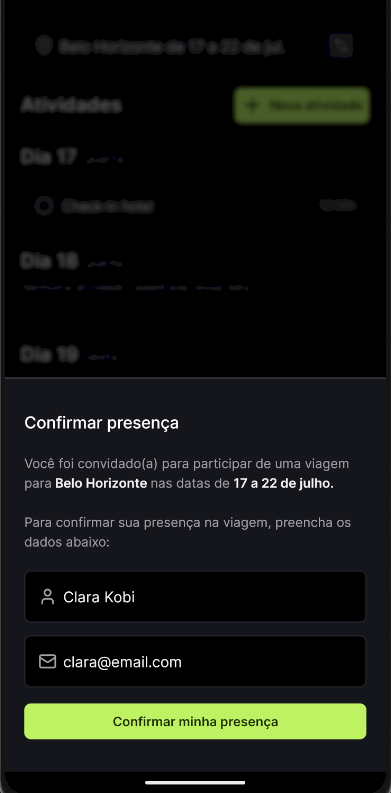 Belo Horizonte de 17 a 22 de jul.
Atividades
Nova atividade
Dia 17
Check-in hotel
Dia 18
Dia 19
Confirmar presença
Você foi convidado(a) para participar de uma viagem
para Belo Horizonte nas datas de 17 a 22 de julho.
Para confirmar sua presença na viagem, preencha os
dados abaixo:
Clara Kobi
clara@email.com
Confirmar minha presença